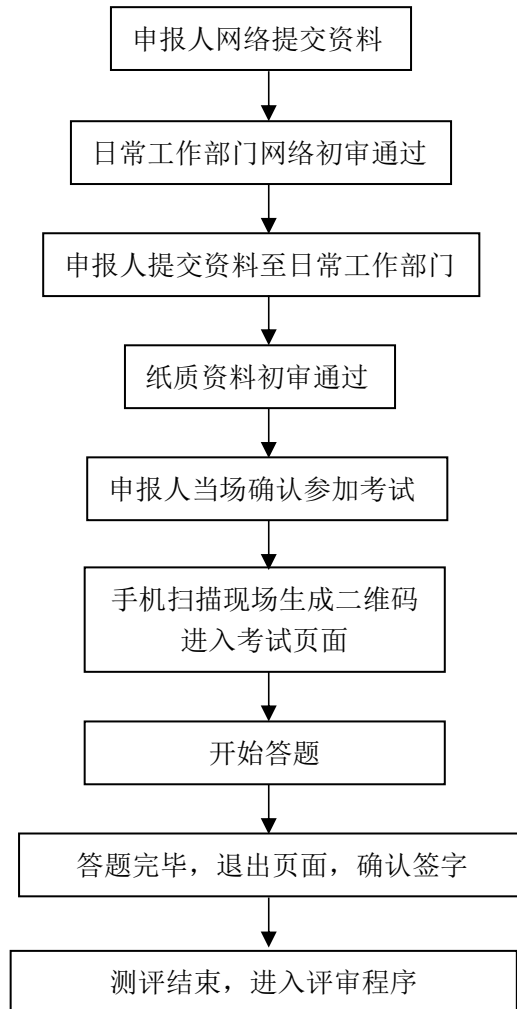 申报人网络提交资料
日常工作部门网络初审通过
申报人提交资料至日常工作部门
纸质资料初审通过
申报人当场确认参加考试
手机扫描现场生成二维码
进入考试页面
开始答题
答题完毕，退出页面，确认签字
测评结束，进入评审程序